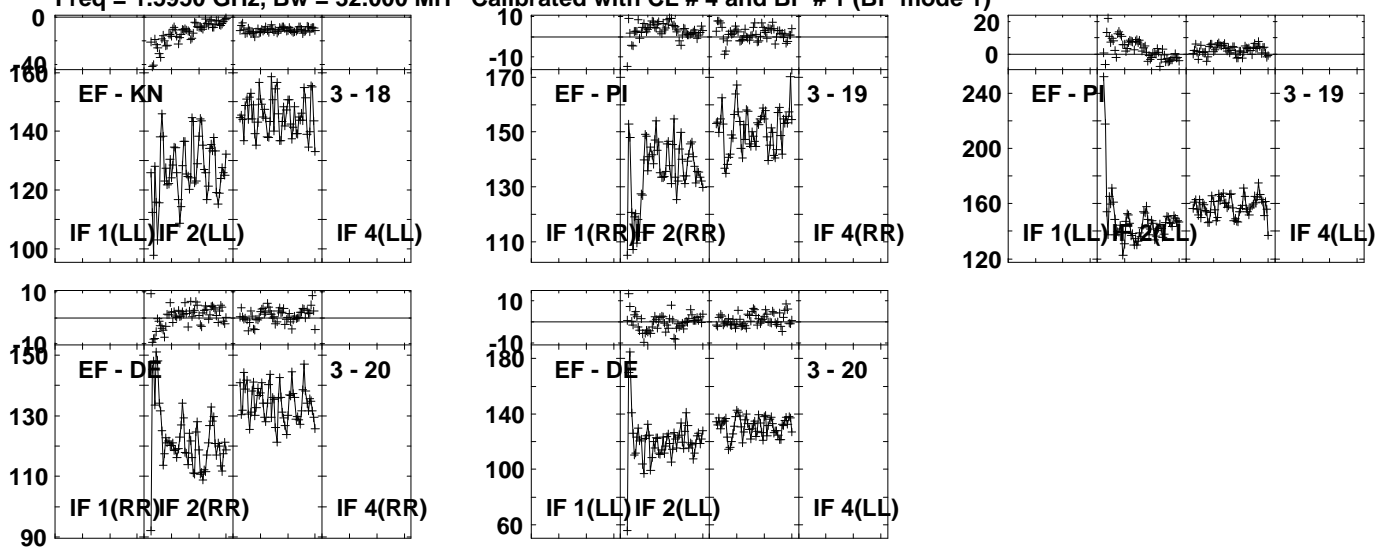 GHz, Bw = 32.000 MH Calibrated with CL # 4 and BP # 1 (BP mode 1)
0 10 20
-40 -10 0
160 170 240
EF - KN 3 - 18 EF - PI 3 - 19 EF - PI 3 - 19
140 150 200
120 130 160
IF 1(LL) IF 2(LL) IF 4(LL) IF 1(RR) IF 2(RR) IF 4(RR) IF 1(LL) IF 2(LL) IF 4(LL)
100 110 120
10 10
-10 -10
150 180
EF - DE 3 - 20 EF - DE 3 - 20
130 140
110 100
IF 1(RR) IF 2(RR) IF 4(RR) IF 1(LL) IF 2(LL) IF 4(LL)
90 60